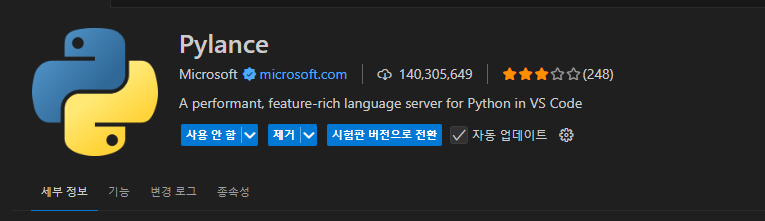 Pylance
Microsoft microsoft.com 140,305,649 (248)
A performant, feature-rich language server for Python in VS Code
사용 안 함 제거 시험판 버전으로 전환 자동 업데이트
세부 정보 기능 변경 로그 종속성